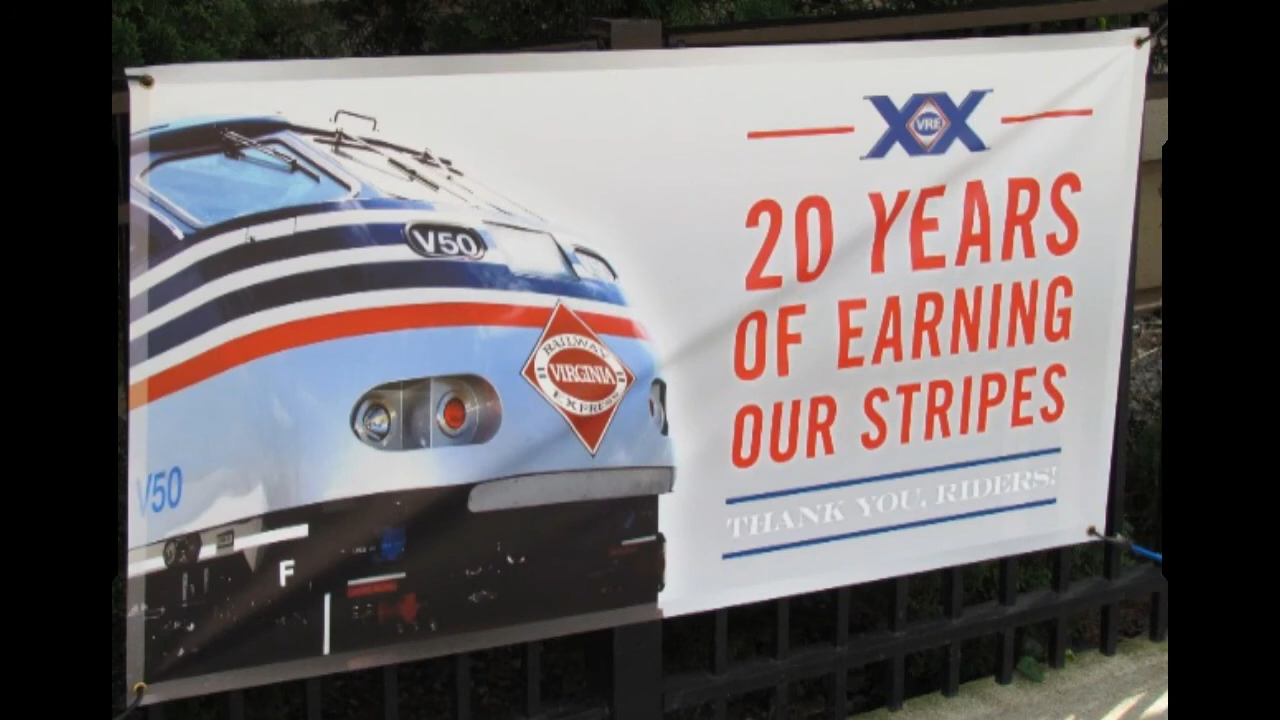 XX
VRE
20 YEARS
OF EARNING
OUR STRIPES
THANK YOU, RIDERS!
V50
RAILWAY
VIRGINIA
EXPRESS
V50
F